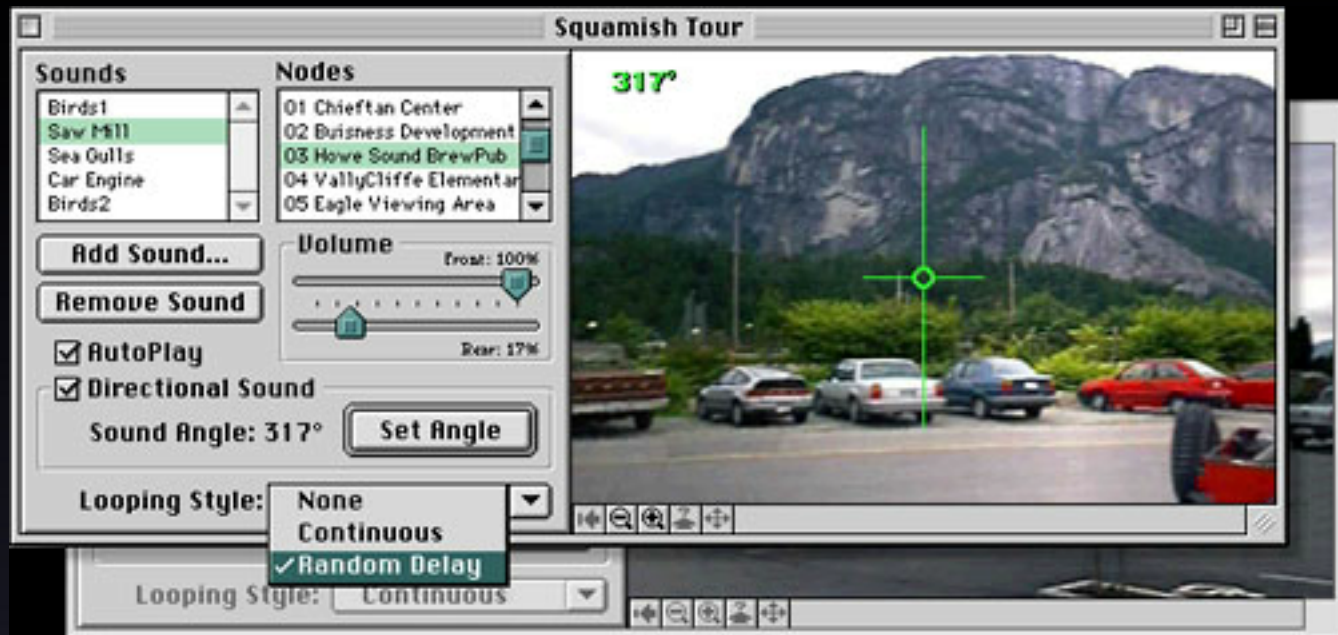 Squamish Tour
Sounds
Birds1
Saw Mill
Sea Gulls
Car Engine
Birds2
Nodes
01 Chieftan Center
02 Buisness Development
03 Howe Sound BrewPub
04 VallyCliffe Elementar
05 Eagle Viewing Area
Add Sound...
Remove Sound
Volume
Front: 100%
Rear: 17%
AutoPlay
Directional Sound
Sound Angle: 317°
Set Angle
Looping Style:
None
Continuous
Random Delay
317°
Looping Style:
Continuous